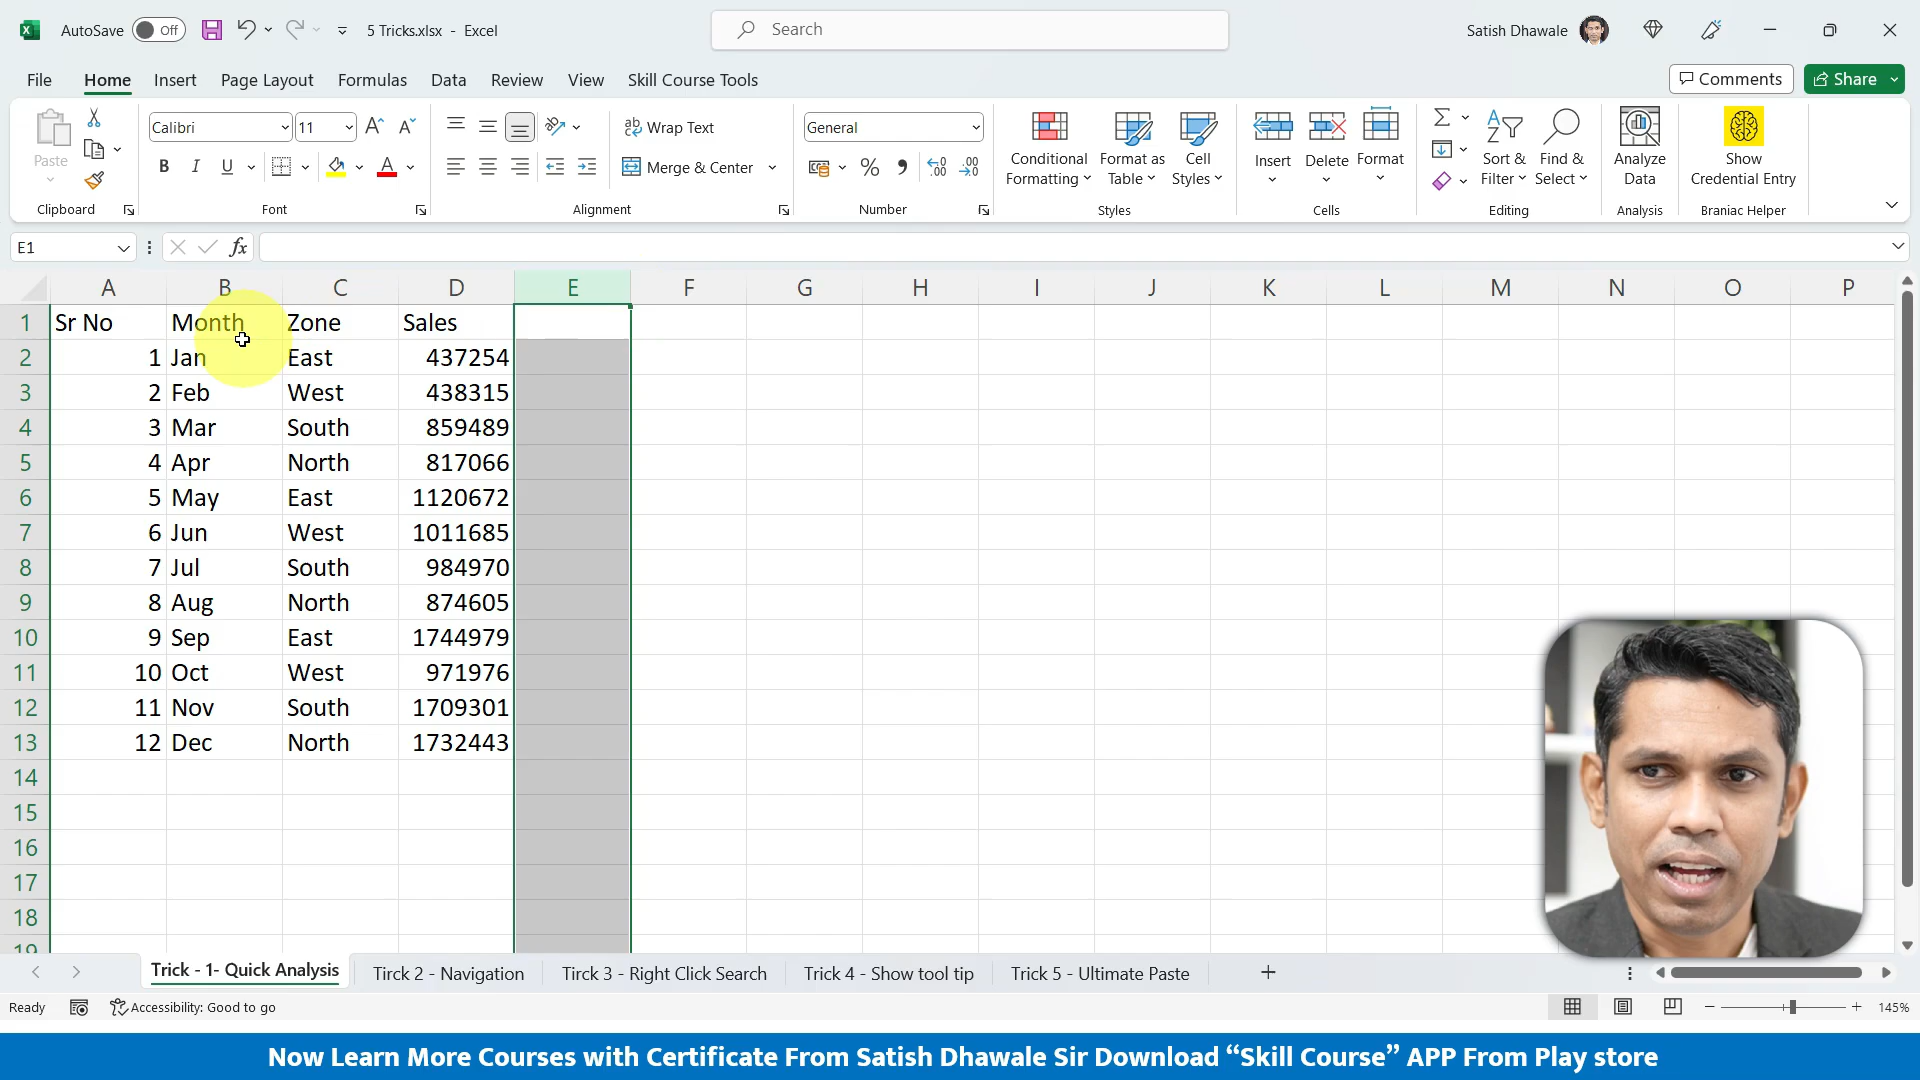 AutoSave Off 5 Tricks.xlsx - Excel Search Satish Dhawale
File Home Insert Page Layout Formulas Data Review View Skill Course Tools Comments Share
Paste
Clipboard
Calibri 11
B I U A
Font
Wrap Text
Merge & Center
Alignment
General
% ,
Number
Conditional Formatting
Format as Table
Cell Styles
Styles
Insert
Delete
Format
Cells
Sort & Filter
Find & Select
Editing
Analyze Data
Analysis
Show Credential Entry
Braniac Helper
E1 fx
A B C D E F G H I J K L M N O P
1 Sr No Month Zone Sales
2 1 Jan East 437254
3 2 Feb West 438315
4 3 Mar South 859489
5 4 Apr North 817066
6 5 May East 1120672
7 6 Jun West 1011685
8 7 Jul South 984970
9 8 Aug North 874605
10 9 Sep East 1744979
11 10 Oct West 971976
12 11 Nov South 1709301
13 12 Dec North 1732443
14
15
16
17
18
19
Trick - 1- Quick Analysis Tirck 2 - Navigation Tirck 3 - Right Click Search Trick 4 - Show tool tip Trick 5 - Ultimate Paste
Ready Accessibility: Good to go 145%
Now Learn More Courses with Certificate From Satish Dhawale Sir Download “Skill Course” APP From Play store